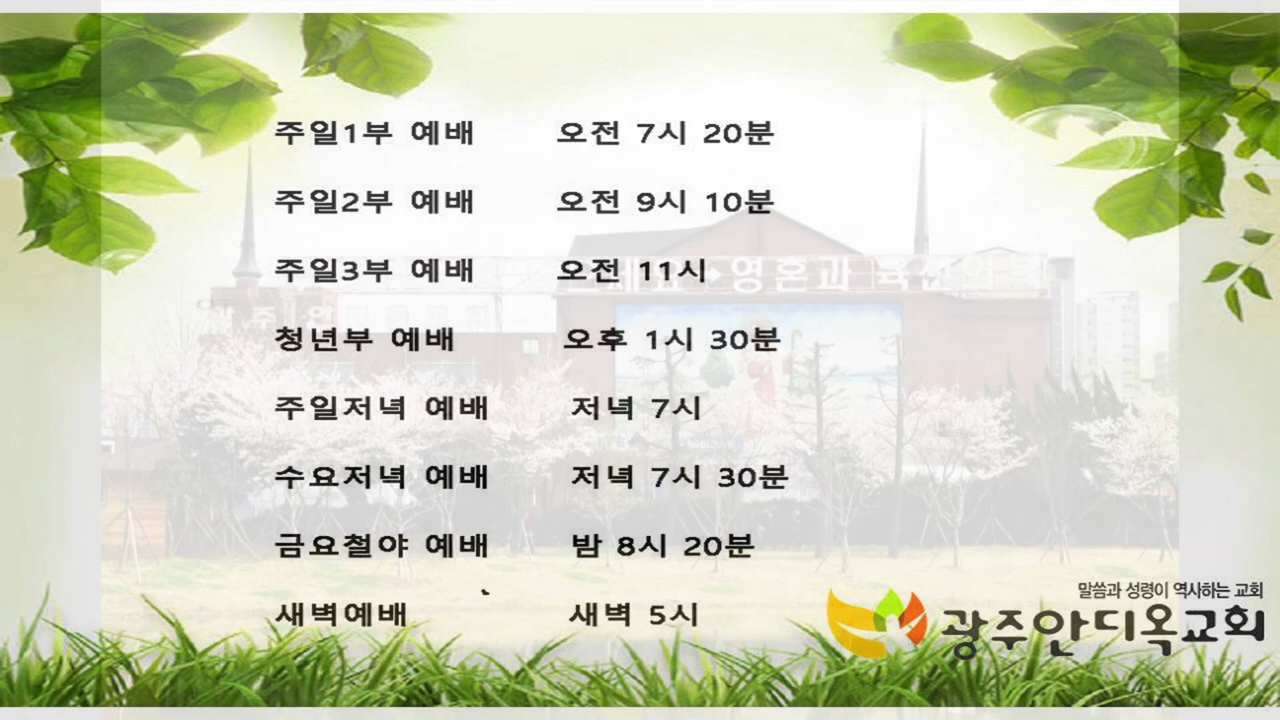 주일1부 예배 오전 7시 20분
주일2부 예배 오전 9시 10분
주일3부 예배 오전 11시
청년부 예배 오후 1시 30분
주일저녁 예배 저녁 7시
수요저녁 예배 저녁 7시 30분
금요철야 예배 밤 8시 20분
새벽예배 새벽 5시
말씀과 성령이 역사하는 교회
광주안디옥교회
영혼과